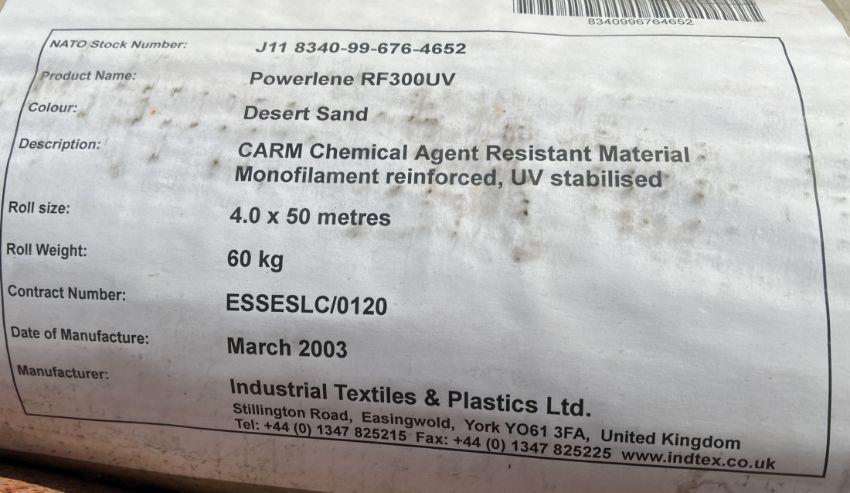 8340996764652
NATO Stock Number: J11 8340-99-676-4652
Product Name: Powerlene RF300UV
Colour: Desert Sand
Description: CARM Chemical Agent Resistant Material
Monofilament reinforced, UV stabilised
Roll size: 4.0 x 50 metres
Roll Weight: 60 kg
Contract Number: ESSESLC/0120
Date of Manufacture: March 2003
Manufacturer: Industrial Textiles & Plastics Ltd.
Stillington Road, Easingwold, York YO61 3FA, United Kingdom
Tel: +44 (0) 1347 825215 Fax: +44 (0) 1347 825225 www.indtex.co.uk